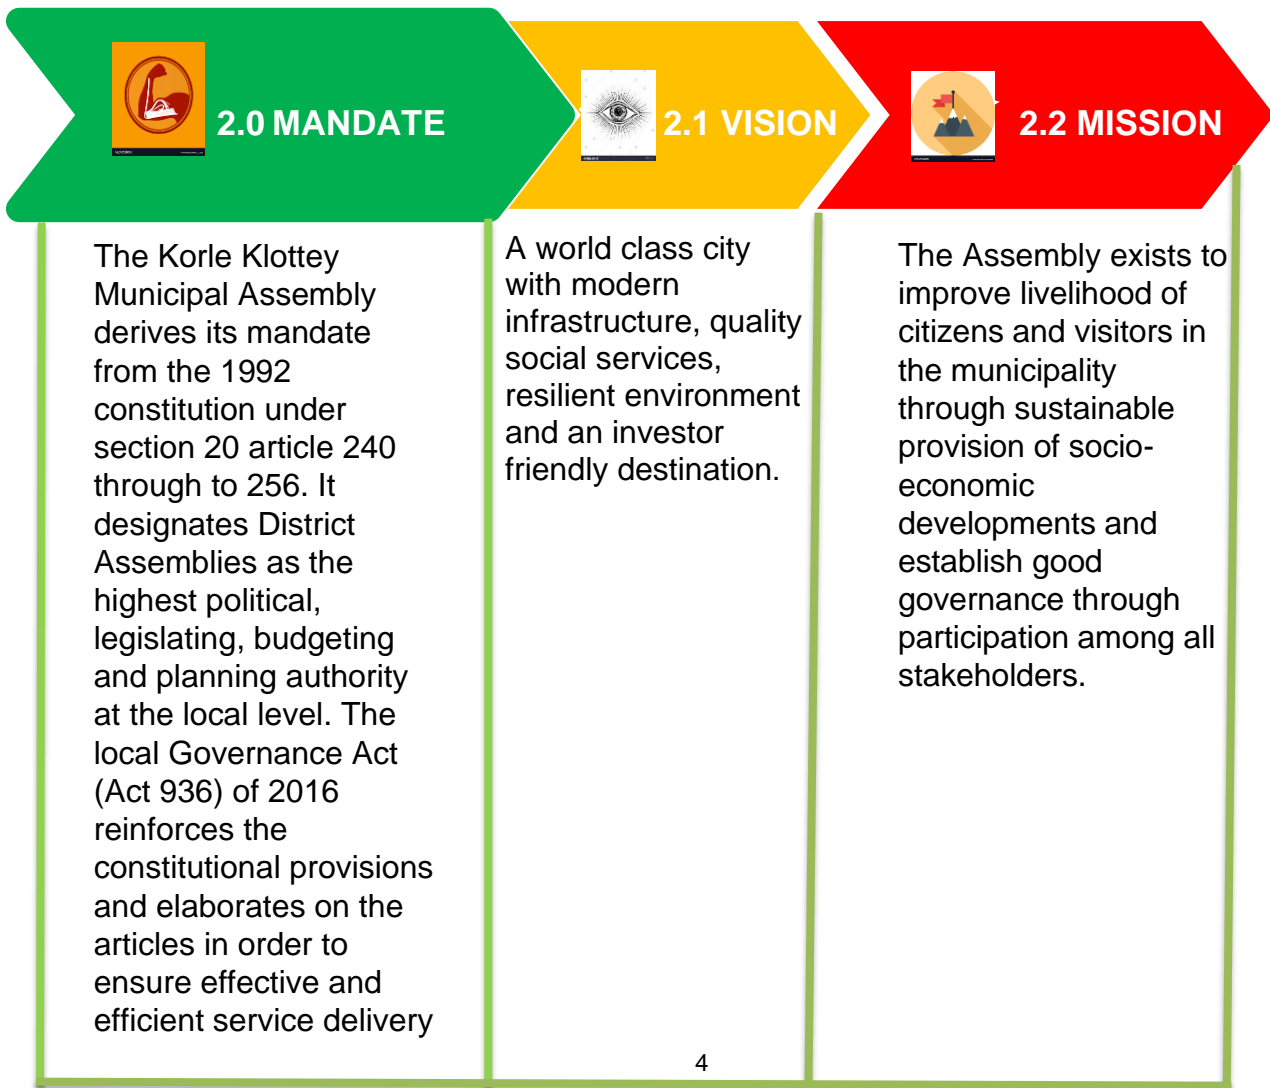 2.0 MANDATE
The Korle Klottey
Municipal Assembly
derives its mandate
from the 1992
constitution under
section 20 article 240
through to 256. It
designates District
Assemblies as the
highest political,
legislating, budgeting
and planning authority
at the local level. The
local Governance Act
(Act 936) of 2016
reinforces the
constitutional provisions
and elaborates on the
articles in order to
ensure effective and
efficient service delivery
2.1 VISION
A world class city
with modern
infrastructure, quality
social services,
resilient environment
and an investor
friendly destination.
2.2 MISSION
The Assembly exists to
improve livelihood of
citizens and visitors in
the municipality
through sustainable
provision of socio-
economic
developments and
establish good
governance through
participation among all
stakeholders.
4